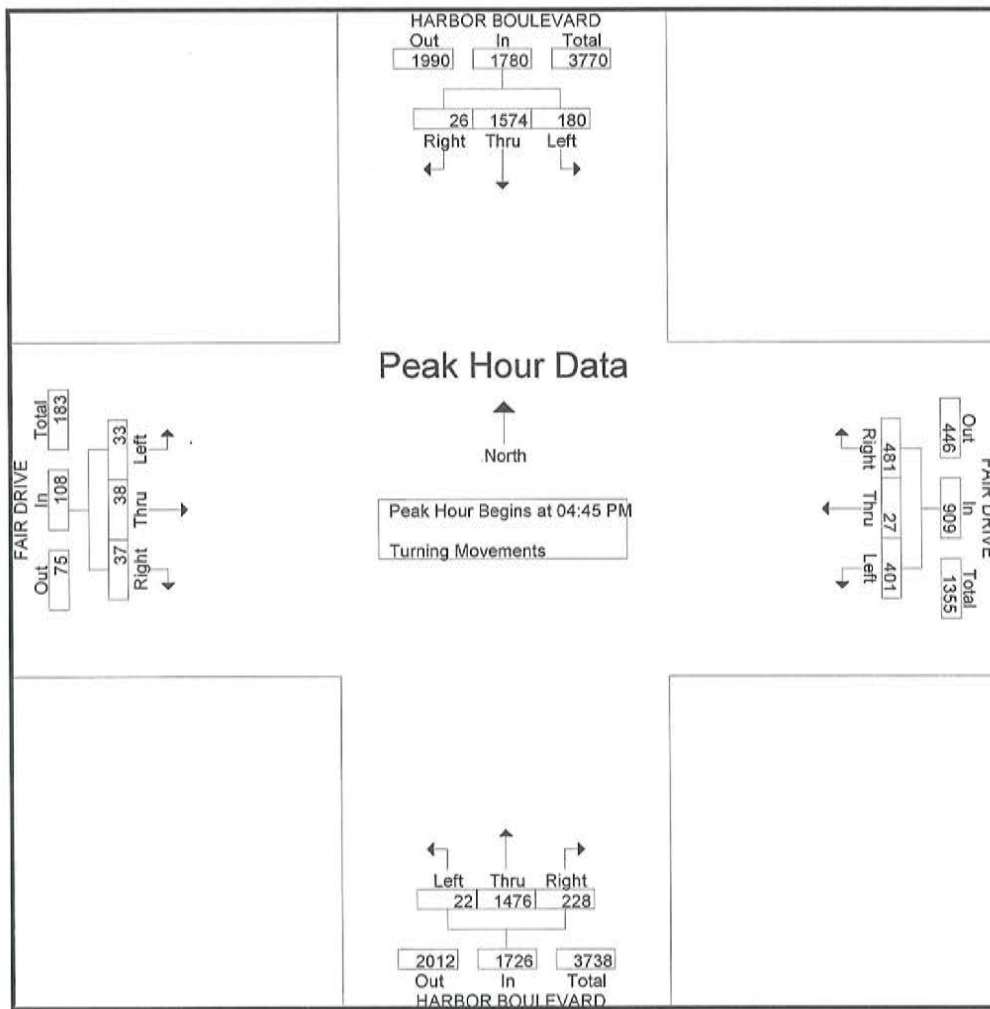 HARBOR BOULEVARD
Out In Total
1990 1780 3770
26 1574 180
Right Thru Left
Peak Hour Data
North
Peak Hour Begins at 04:45 PM
Turning Movements
FAIR DRIVE
Out In Total
75 108 183
37 38 33
Right Thru Left
FAIR DRIVE
Out In Total
446 909 1355
481 27 401
Right Thru Left
Left Thru Right
22 1476 228
2012 1726 3738
Out In Total
HARBOR BOULEVARD